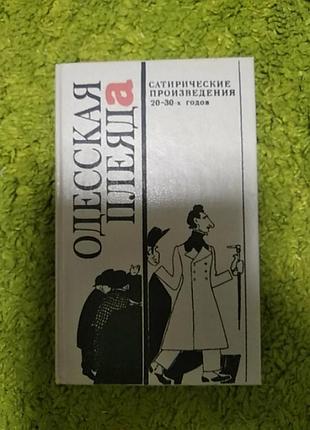 ОДЕССКАЯ
ПЛЕЯДа
САТИРИЧЕСКИЕ
ПРОИЗВЕДЕНИЯ
20-30-х годов